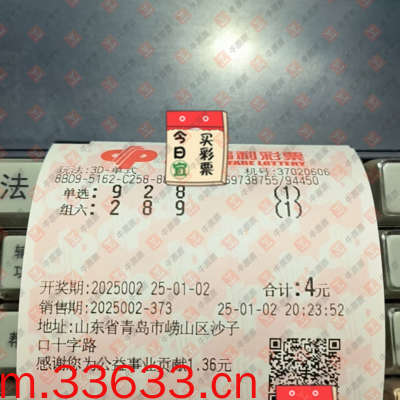 买彩票
今日宜
利彩票
RE LOTTERY
玩法:3D-单式
机号:37020606
单选: 9 2 8 (1)
组六: 2 8 9 (1)
开奖期:2025002 25-01-02 合计:4元
销售期:2025002-373 25-01-02 20:23:52
地址:山东省青岛市崂山区沙子
口十字路
感谢您为公益事业贡献1.36元
m.33633.cn
法